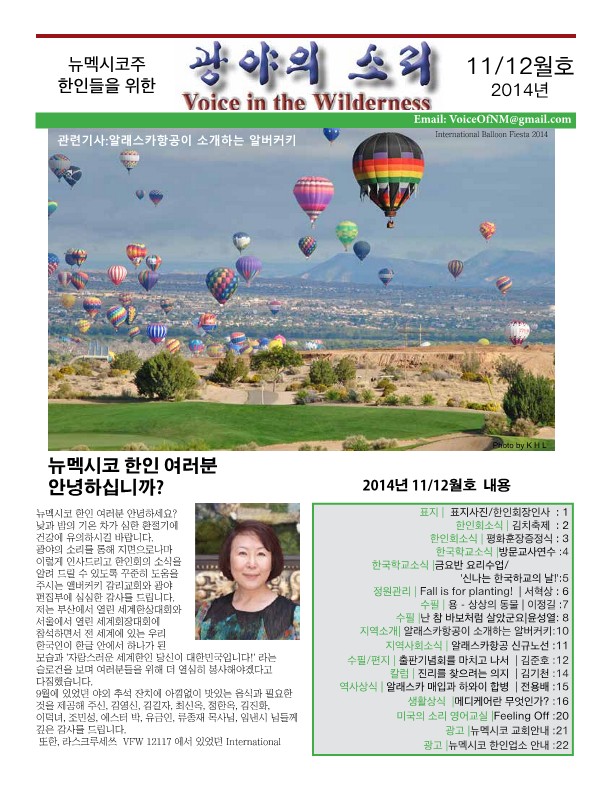 뉴멕시코주
한인들을 위한
광야의 소리
Voice in the Wilderness
11/12월호
2014년
Email: VoiceOfNM@gmail.com
관련기사:알래스카항공이 소개하는 알버커키
International Balloon Fiesta 2014
Photo by K H L
뉴멕시코 한인 여러분
안녕하십니까?
뉴멕시코 한인 여러분 안녕하세요?
낮과 밤의 기온 차가 심한 환절기에
건강에 유의하시길 바랍니다.
광야의 소리를 통해 지면으로나마
이렇게 인사드리고 한인회의 소식을
알려 드릴 수 있도록 꾸준히 도움을
주시는 앨버커키 감리교회와 광야
편집부에 심심한 감사를 드립니다.
저는 부산에서 열린 세계한상대회와
서울에서 열린 세계회장대회에
참석하면서 전 세계에 있는 우리
한국인이 한글 안에서 하나가 된
모습과 '자랑스러운 세계한인 당신이 대한민국입니다!' 라는
슬로건을 보며 여러분들을 위해 더 열심히 봉사해야겠다고
다짐했습니다.
9월에 있었던 야외 추석 잔치에 아낌없이 맛있는 음식과 필요한
것을 제공해 주신, 김영신, 김갑자, 최신옥, 정한옥, 김진화,
이덕녀, 조민성, 에스터 박, 유금인, 류종재 목사님, 임낸시 님들께
깊은 감사를 드립니다.
또한, 라스크루세쓰 VFW 12117 에서 있었던 International
2014년 11/12월호 내용
표지 | 표지사진/한인회장인사 : 1
한인회소식 | 김치축제 : 2
한인회소식 | 평화훈장증정식 : 3
한국학교소식 |방문교사연수 :4
한국학교소식 |금요반 요리수업/
'신나는 한국하교의 날!':5
정원관리 | Fall is for planting! | 서혁상 : 6
수필 | 용 - 상상의 동물 | 이정길 :7
수필 |난 참 바보처럼 살았군요|윤성열: 8
지역소개| 알래스카항공이 소개하는 알버커키:10
지역사회소식 | 알래스카항공 신규노선 :11
수필/편지 | 출판기념회를 마치고 나서 | 김준호 :12
칼럼 | 진리를 찾으려는 의지 | 김기천 :14
역사상식 | 알래스카 매입과 하와이 합병 | 전용배 :15
생활상식 |메디케어란 무엇인가? :16
미국의 소리 영어교실 |Feeling Off :20
광고 |뉴멕시코 교회안내 :21
광고 |뉴멕시코 한인업소 안내 :22